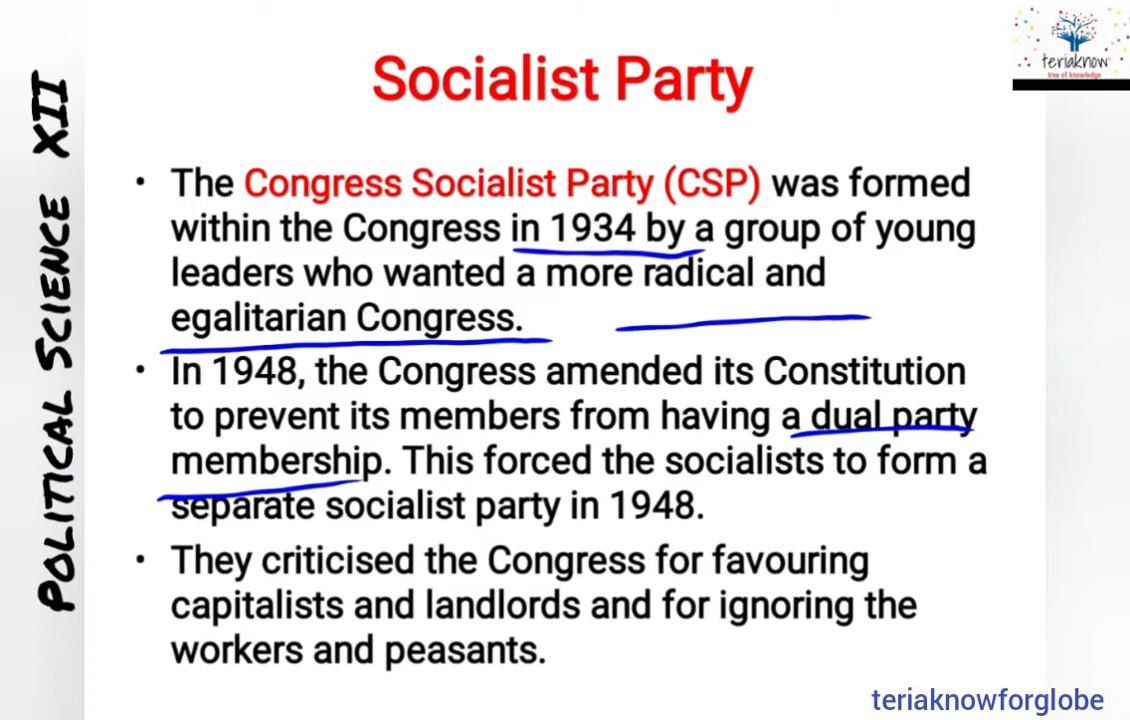 Socialist Party
teriaknow
tree of knowledge
POLITICAL SCIENCE XII
• The Congress Socialist Party (CSP) was formed
within the Congress in 1934 by a group of young
leaders who wanted a more radical and
egalitarian Congress.
• In 1948, the Congress amended its Constitution
to prevent its members from having a dual party
membership. This forced the socialists to form a
separate socialist party in 1948.
• They criticised the Congress for favouring
capitalists and landlords and for ignoring the
workers and peasants.
teriaknowforglobe